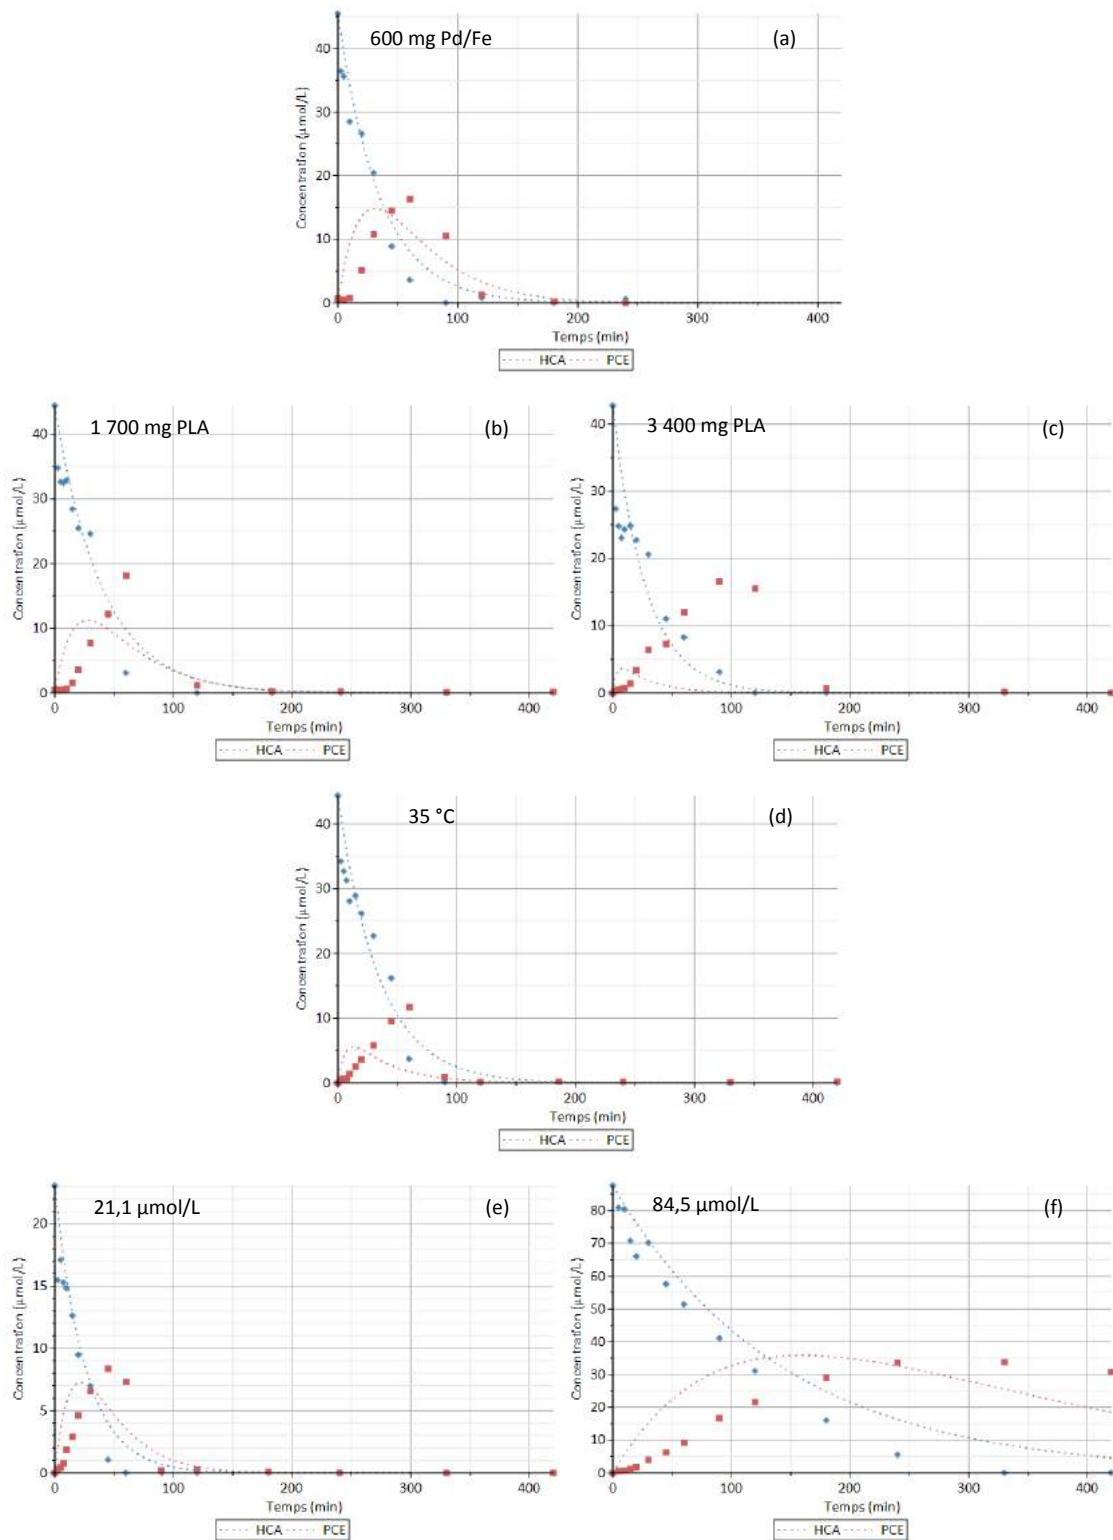 600 mg Pd/Fe (a)
Concentration (µmol/L)
40
30
20
10
0
0 100 200 300 400
Temps (min)
HCA PCE
1 700 mg PLA (b)
Concentration (µmol/L)
40
30
20
10
0
0 100 200 300 400
Temps (min)
HCA PCE
3 400 mg PLA (c)
Concentration (µmol/L)
40
30
20
10
0
0 100 200 300 400
Temps (min)
HCA PCE
35 °C (d)
Concentration (µmol/L)
40
30
20
10
0
0 100 200 300 400
Temps (min)
HCA PCE
21,1 µmol/L (e)
Concentration (µmol/L)
20
15
10
5
0
0 100 200 300 400
Temps (min)
HCA PCE
84,5 µmol/L (f)
Concentration (µmol/L)
80
70
60
50
40
30
20
10
0
0 100 200 300 400
Temps (min)
HCA PCE